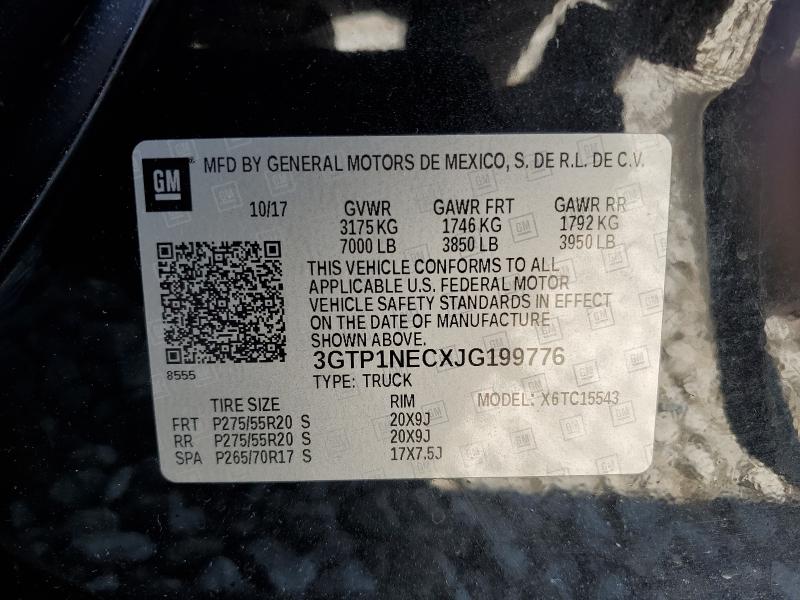 GM
MFD BY GENERAL MOTORS DE MEXICO, S. DE R.L. DE C.V.
10/17 GVWR GAWR FRT GAWR RR
3175 KG 1746 KG 1792 KG
7000 LB 3850 LB 3950 LB
THIS VEHICLE CONFORMS TO ALL
APPLICABLE U.S. FEDERAL MOTOR
VEHICLE SAFETY STANDARDS IN EFFECT
ON THE DATE OF MANUFACTURE
SHOWN ABOVE.
3GTP1NECXJG199776
8555
TYPE: TRUCK
TIRE SIZE RIM MODEL: X6TC15543
FRT P275/55R20 S 20X9J
RR P275/55R20 S 20X9J
SPA P265/70R17 S 17X7.5J